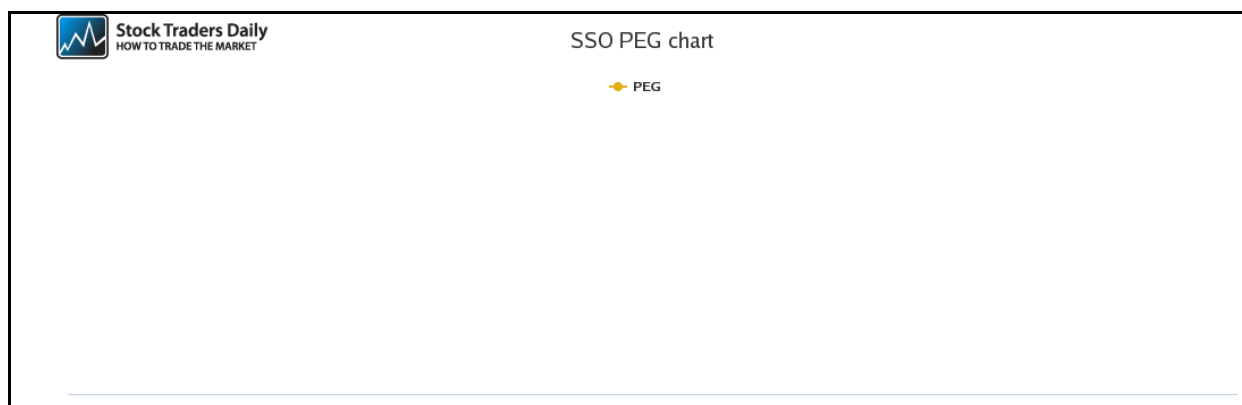 Stock Traders Daily
HOW TO TRADE THE MARKET
SSO PEG chart
PEG